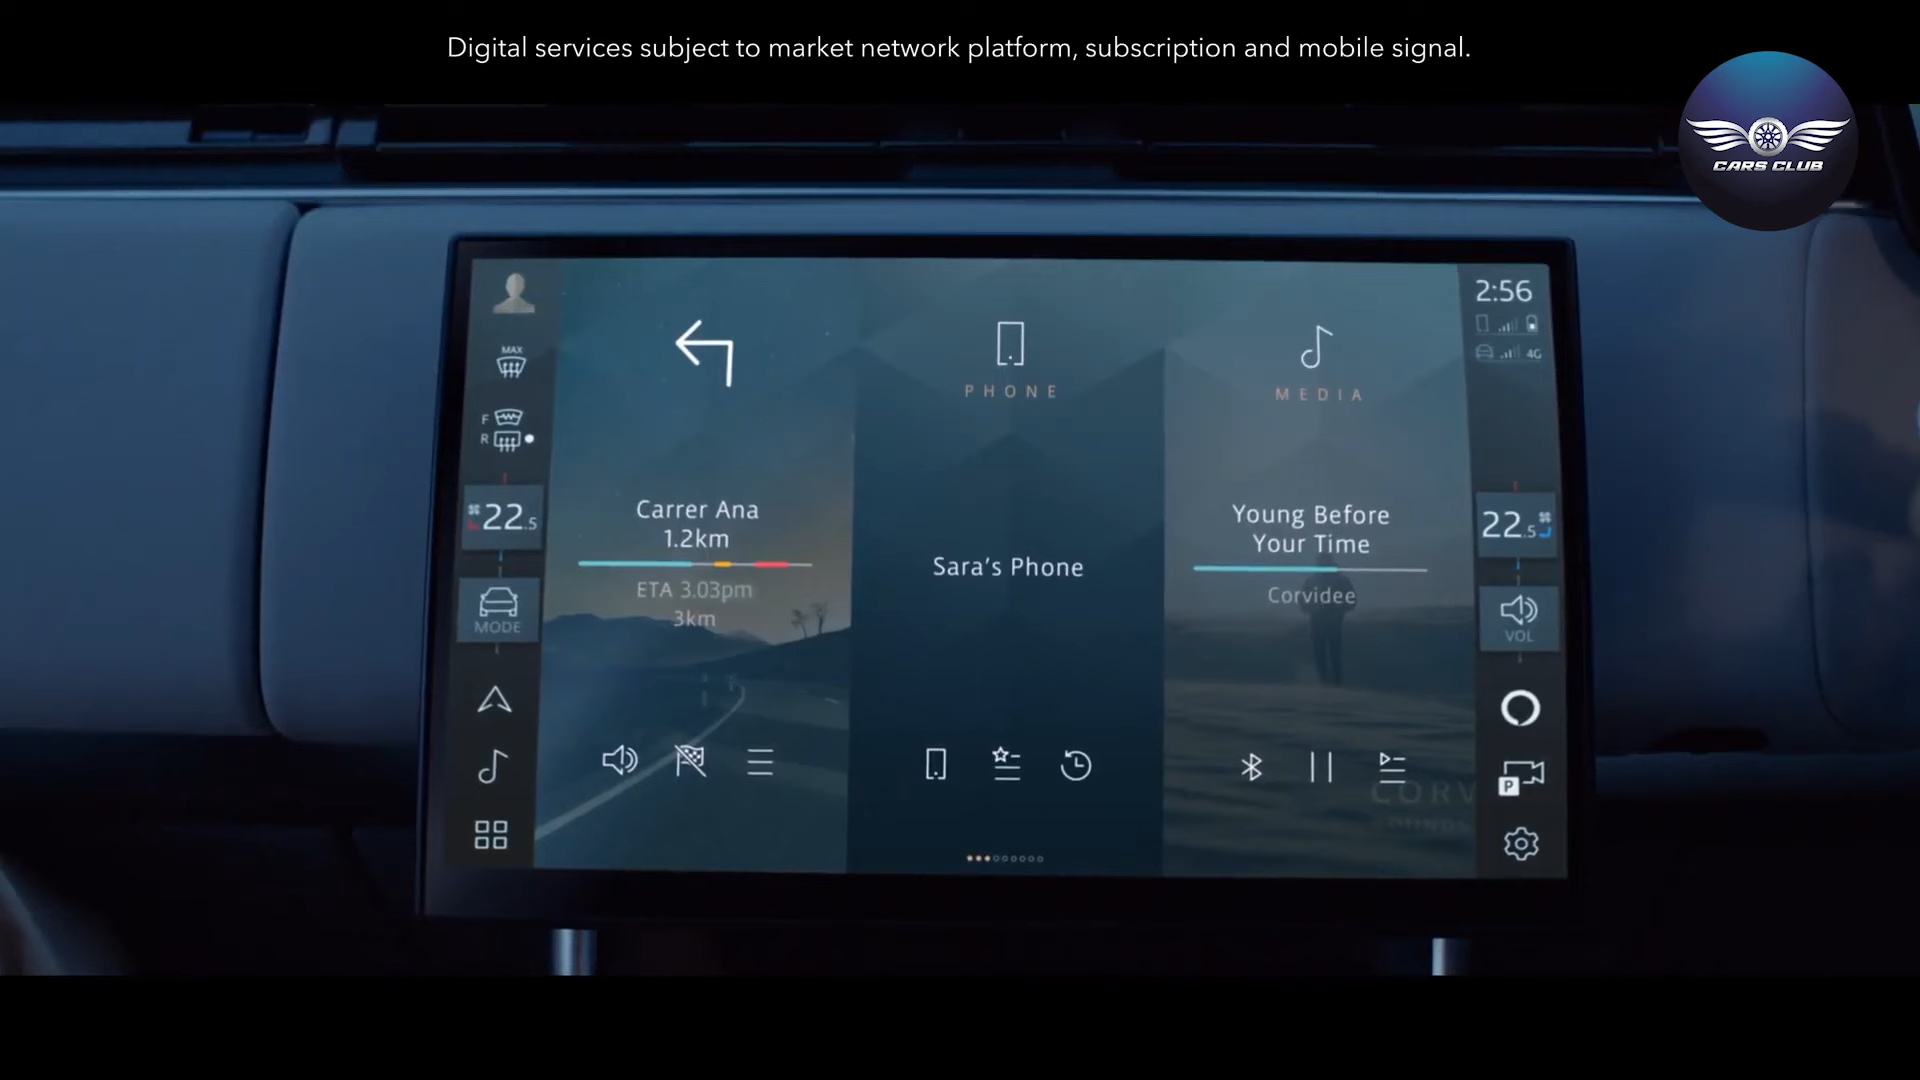 Digital services subject to market network platform, subscription and mobile signal.
CARS CLUB
2:56
4G
MAX
F
R
22.5
MODE
Carrer Ana
1.2km
ETA 3.03pm
3km
PHONE
Sara's Phone
MEDIA
Young Before
Your Time
Corvidee
CORV
22.5
VOL
P